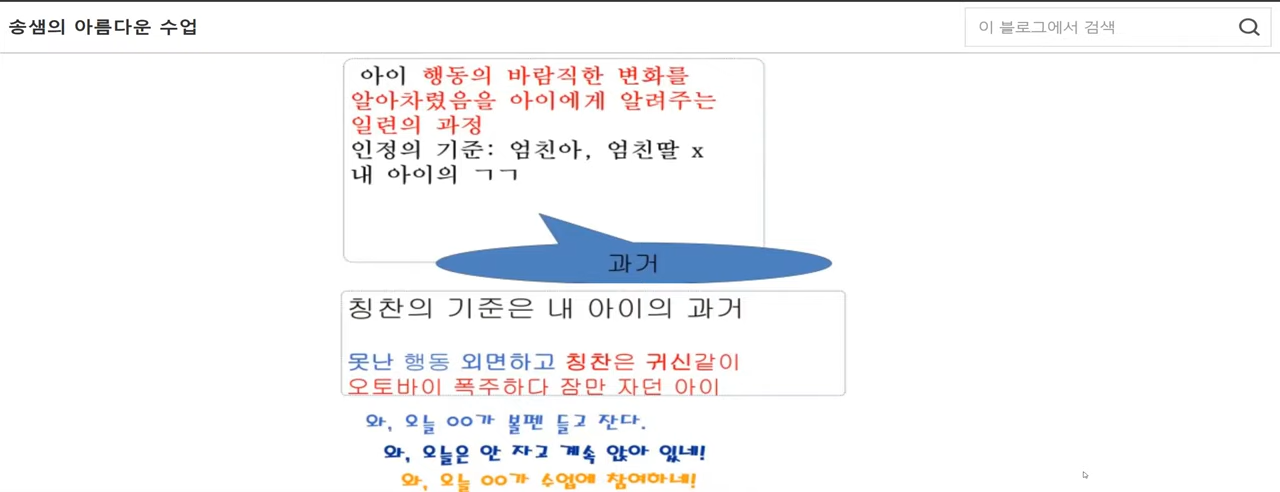 송샘의 아름다운 수업
이 블로그에서 검색
아이 행동의 바람직한 변화를
알아차렸음을 아이에게 알려주는
일련의 과정
인정의 기준: 엄친아, 엄친딸 x
내 아이의 ㄱㄱ
과거
칭찬의 기준은 내 아이의 과거
못난 행동 외면하고 칭찬은 귀신같이
오토바이 폭주하다 잠만 자던 아이
와, 오늘 oo가 볼펜 들고 잔다.
와, 오늘은 안 자고 계속 앉아 있네!
와, 오늘 oo가 수업에 참여하네!